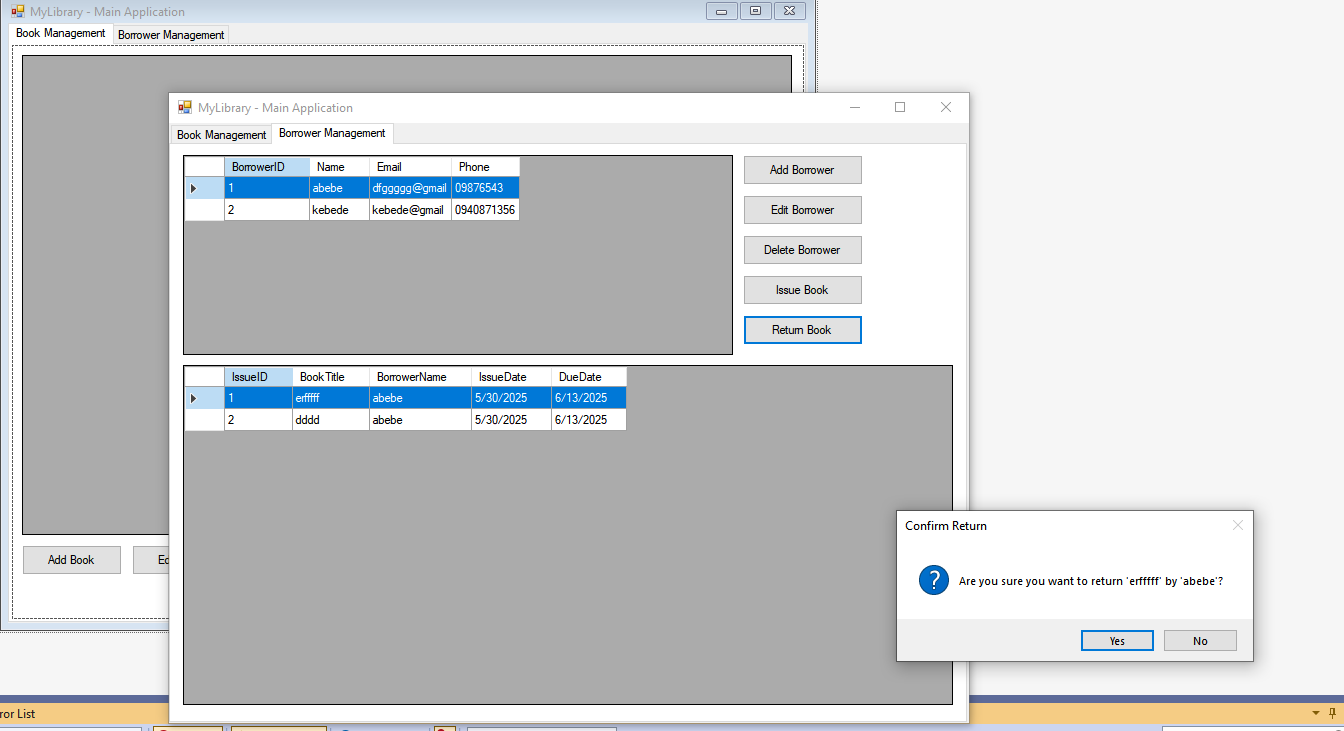 MyLibrary - Main Application
Book Management Borrower Management
MyLibrary - Main Application
Book Management Borrower Management
BorrowerID Name Email Phone
1 abebe dfggggg@gmail 09876543
2 kebede kebede@gmail 0940871356
Add Borrower
Edit Borrower
Delete Borrower
Issue Book
Return Book
IssueID BookTitle BorrowerName IssueDate DueDate
1 erfffff abebe 5/30/2025 6/13/2025
2 dddd abebe 5/30/2025 6/13/2025
Add Book Ed
Confirm Return
Are you sure you want to return 'erfffff' by 'abebe'?
Yes No
ror List